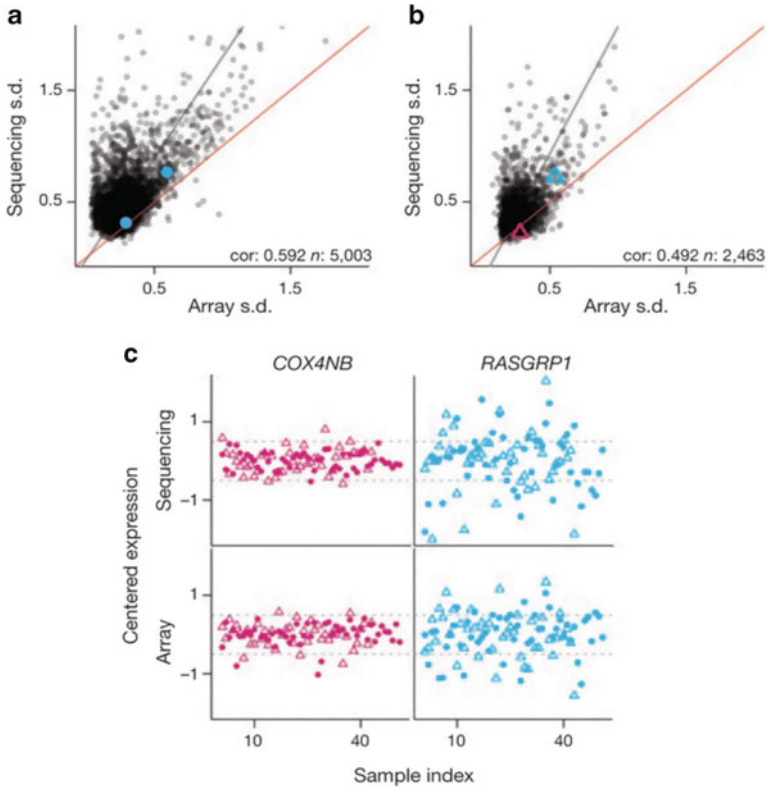 a
Sequencing s.d.
1.5
0.5
cor: 0.592 n: 5,003
0.5
1.5
Array s.d.
b
Sequencing s.d.
1.5
0.5
cor: 0.492 n: 2,463
0.5
1.5
Array s.d.
c
COX4NB
RASGRP1
Centered expression
Sequencing
1
−1
Array
1
−1
10
40
10
40
Sample index